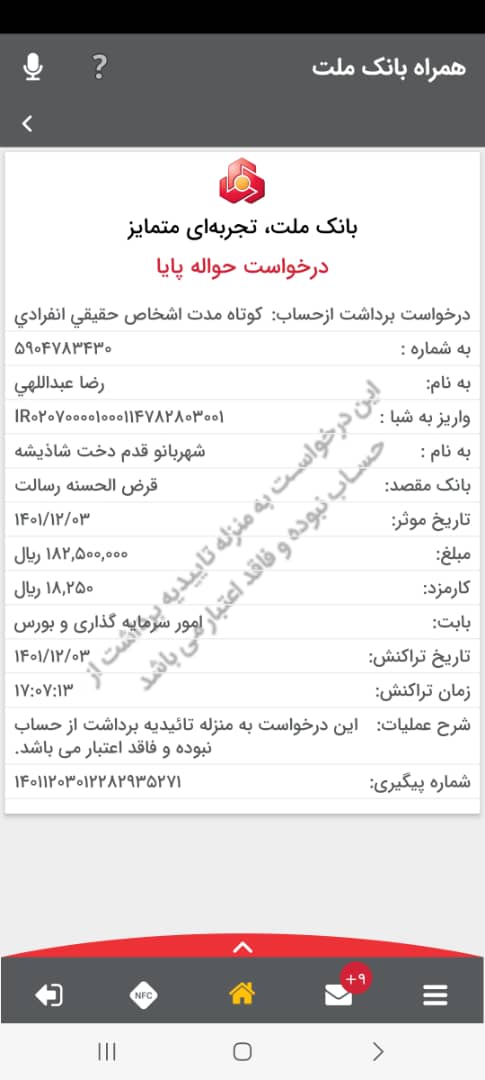 همراه بانک ملت
بانک ملت، تجربه‌ای متمایز
درخواست حواله پایا
درخواست برداشت ازحساب: کوتاه مدت اشخاص حقيقي انفرادي
به شماره : ۵۹۰۴۷۸۳۴۳۰
به نام: رضا عبداللهي
واریز به شبا : IR۰۲۰۷۰۰۰۰۱۰۰۰۱۱۴۷۸۲۸۰۳۰۰۱
به نام : شهربانو قدم دخت شاذیشه
بانک مقصد: قرض الحسنه رسالت
تاریخ موثر: ۱۴۰۱/۱۲/۰۳
مبلغ: ۱۸۲,۵۰۰,۰۰۰ ریال
کارمزد: ۱۸,۲۵۰ ریال
بابت: امور سرمایه گذاری و بورس
تاریخ تراکنش: ۱۴۰۱/۱۲/۰۳
زمان تراکنش: ۱۷:۰۷:۱۳
شرح عملیات: این درخواست به منزله تائیدیه برداشت از حساب
نبوده و فاقد اعتبار می باشد.
شماره پیگیری: ۱۴۰۱۱۲۰۳۰۱۲۲۸۲۹۳۵۲۷۱
این درخواست به منزله تاییدیه برداشت از
حساب نبوده و فاقد اعتبار می باشد
NFC
+۹